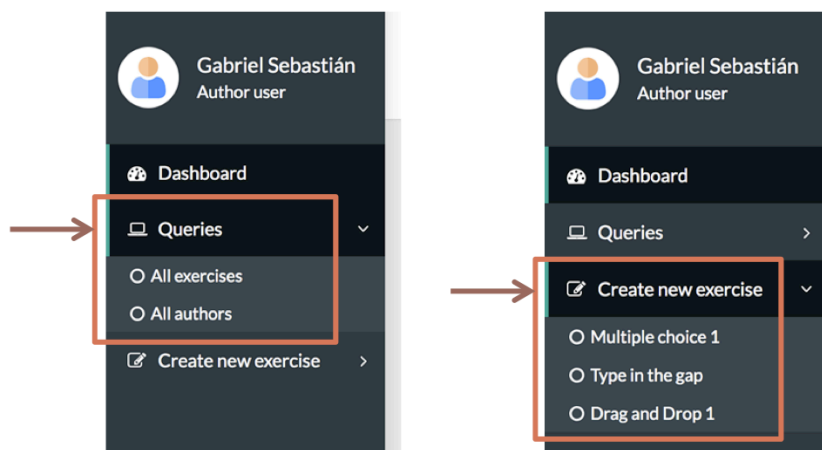 Gabriel Sebastián
Author user
Dashboard
Queries
All exercises
All authors
Create new exercise
Gabriel Sebastián
Author user
Dashboard
Queries
Create new exercise
Multiple choice 1
Type in the gap
Drag and Drop 1